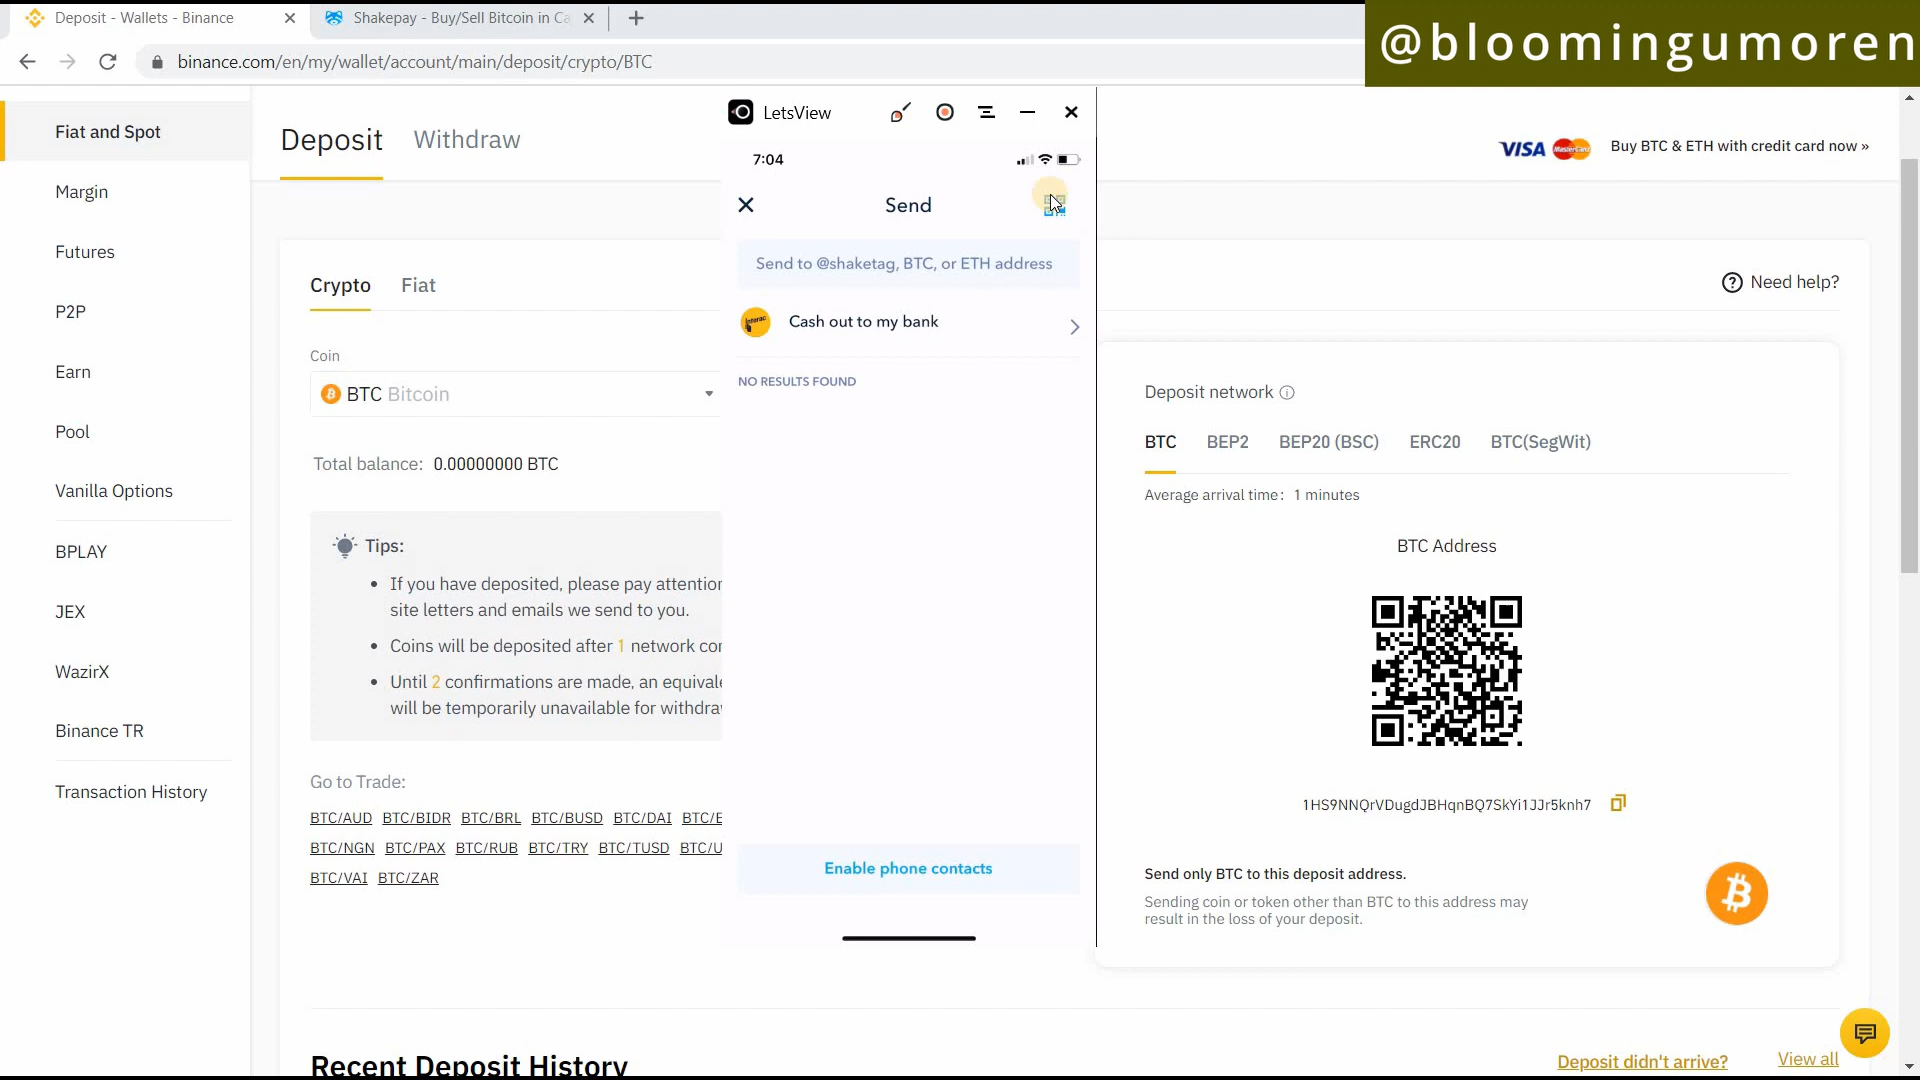 Deposit - Wallets - Binance
Shakepay - Buy/Sell Bitcoin in Ca
@bloomingumoren
binance.com/en/my/wallet/account/main/deposit/crypto/BTC
Fiat and Spot
Margin
Futures
P2P
Earn
Pool
Vanilla Options
BPLAY
JEX
WazirX
Binance TR
Transaction History
Deposit Withdraw
VISA MasterCard Buy BTC & ETH with credit card now »
Crypto Fiat
Need help?
Coin
BTC Bitcoin
Total balance: 0.00000000 BTC
Tips:
• If you have deposited, please pay attention
site letters and emails we send to you.
• Coins will be deposited after 1 network cor
• Until 2 confirmations are made, an equivale
will be temporarily unavailable for withdraw
Go to Trade:
BTC/AUD BTC/BIDR BTC/BRL BTC/BUSD BTC/DAI BTC/E
BTC/NGN BTC/PAX BTC/RUB BTC/TRY BTC/TUSD BTC/U
BTC/VAI BTC/ZAR
LetsView
7:04
Send
Send to @shaketag, BTC, or ETH address
Interac
Cash out to my bank
NO RESULTS FOUND
Enable phone contacts
Deposit network
BTC BEP2 BEP20 (BSC) ERC20 BTC(SegWit)
Average arrival time: 1 minutes
BTC Address
1HS9NNQrVDugdJBHqnBQ7SkYi1JJr5knh7
Send only BTC to this deposit address.
Sending coin or token other than BTC to this address may
result in the loss of your deposit.
Recent Deposit History
Deposit didn't arrive? View all